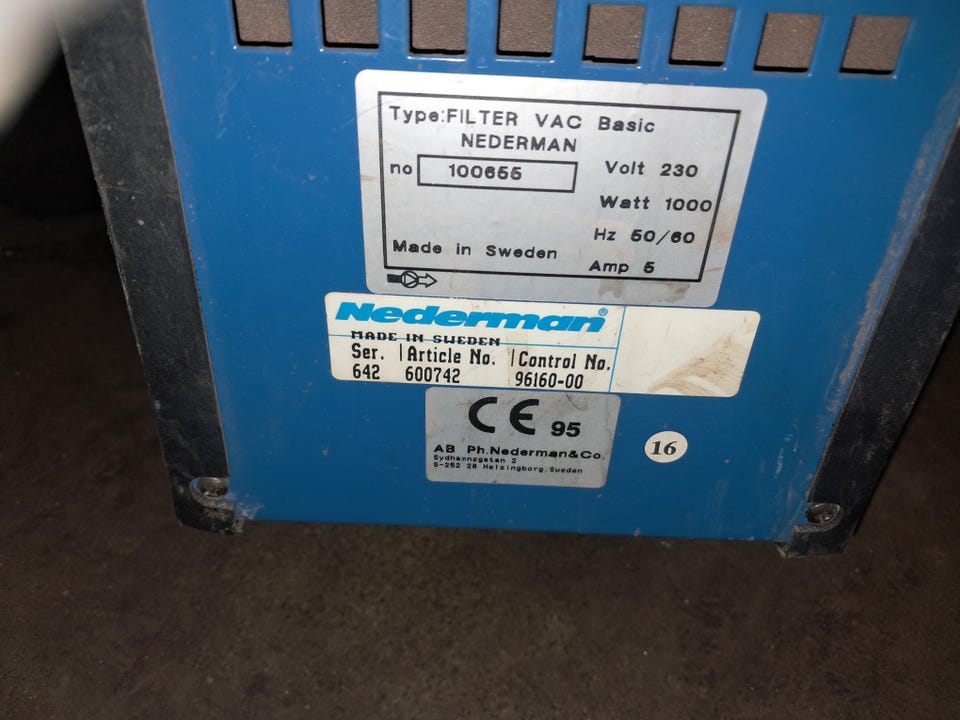 Type:FILTER VAC Basic
NEDERMAN
no 100655
Volt 230
Watt 1000
Hz 50/60
Made in Sweden
Amp 5
Nederman®
MADE IN SWEDEN
Ser. Article No. Control No.
642 600742 96160-00
CE 95
AB Ph.Nederman&Co.
Sydhamnsgatan 2
S-252 28 Helsingborg, Sweden
16